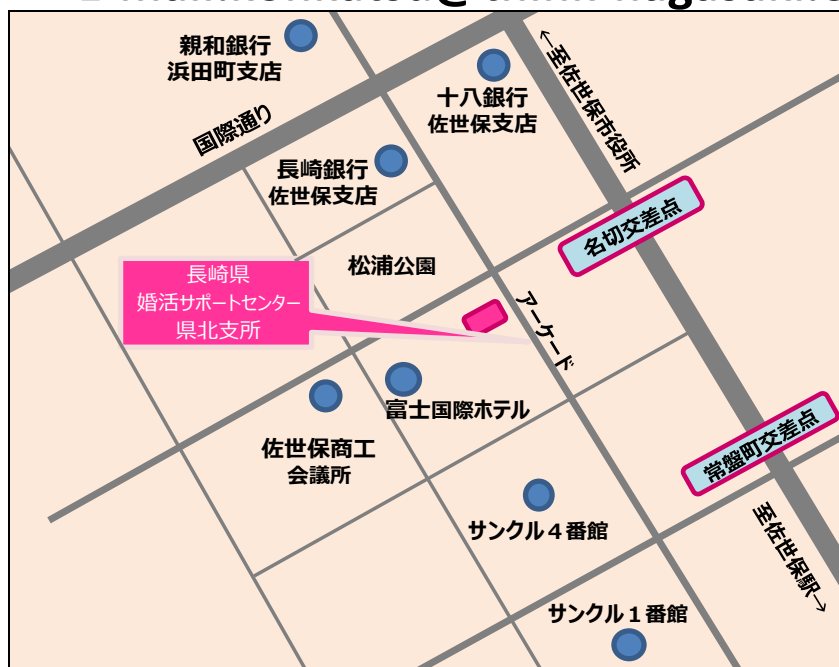 親和銀行
浜田町支店
十八銀行
佐世保支店
←至佐世保市役所
国際通り
長崎銀行
佐世保支店
名切交差点
松浦公園
長崎県
婚活サポートセンター
県北支所
アーケード
富士国際ホテル
佐世保商工
会議所
常盤町交差点
サンクル４番館
至佐世保駅→
サンクル１番館